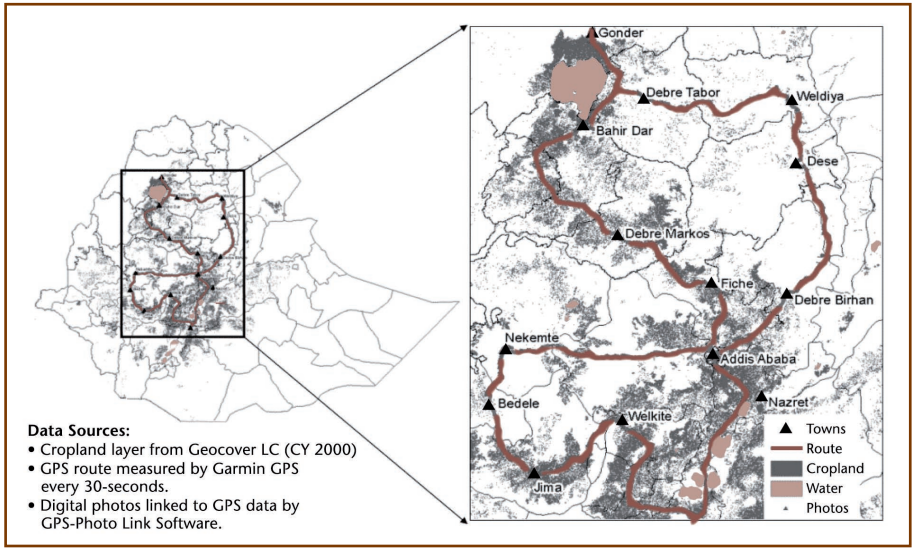 Gonder
Debre Tabor
Weldiya
Bahir Dar
Dese
Debre Markos
Fiche
Debre Birhan
Nekemte
Addis Ababa
Bedele
Nazret
Welkite
Jima
Towns
Route
Cropland
Water
Photos
Data Sources:
• Cropland layer from Geocover LC (CY 2000)
• GPS route measured by Garmin GPS
every 30-seconds.
• Digital photos linked to GPS data by
GPS-Photo Link Software.